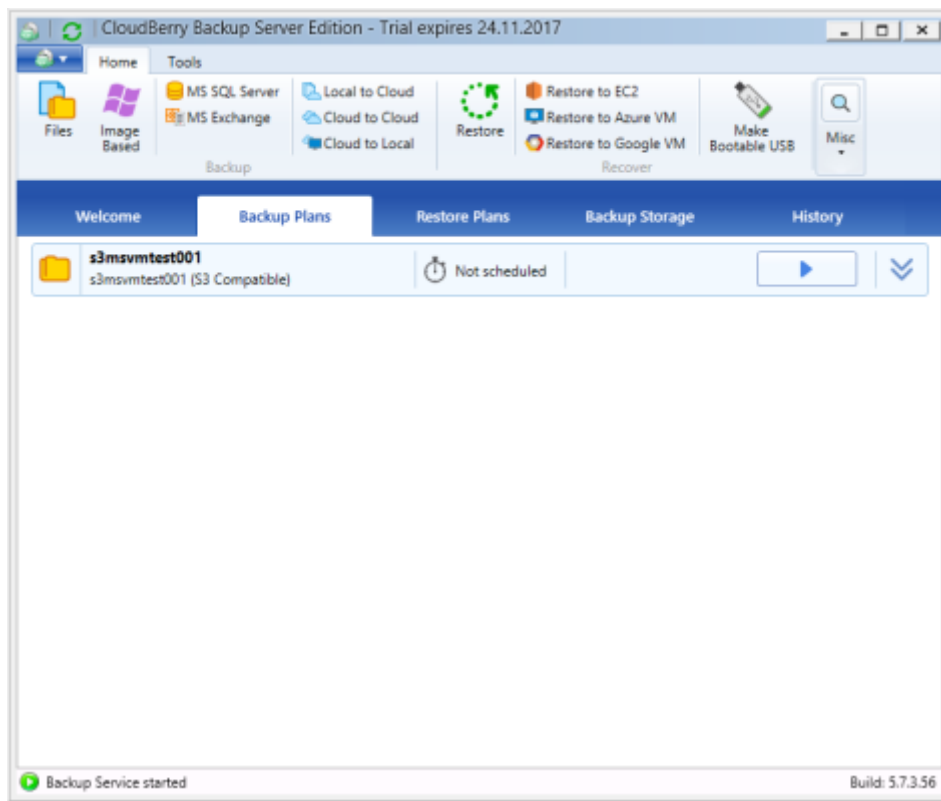 CloudBerry Backup Server Edition - Trial expires 24.11.2017
Home Tools
Files
Image Based
MS SQL Server
MS Exchange
Local to Cloud
Cloud to Cloud
Cloud to Local
Backup
Restore
Restore to EC2
Restore to Azure VM
Restore to Google VM
Recover
Make
Bootable USB
Misc
Welcome Backup Plans Restore Plans Backup Storage History
s3msvmtest001
s3msvmtest001 (S3 Compatible)
Not scheduled
Backup Service started
Build: 5.7.3.56